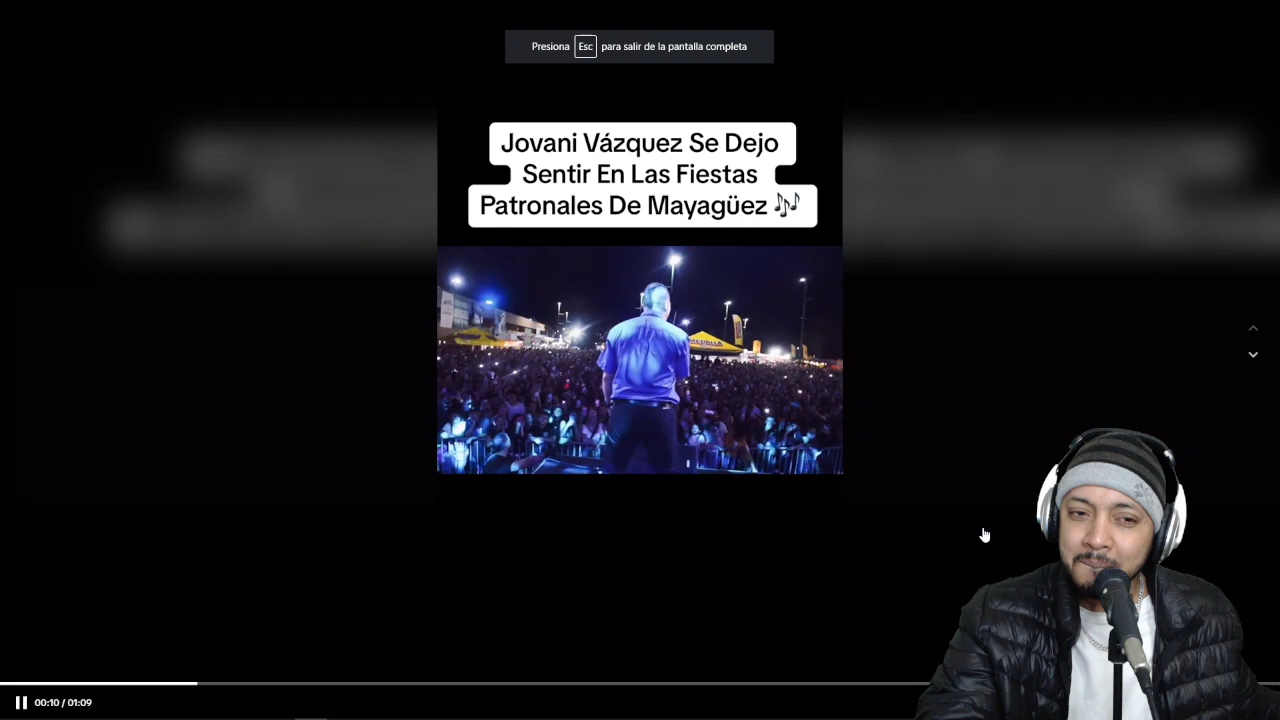 Presiona Esc para salir de la pantalla completa
Jovani Vázquez Se Dejo
Sentir En Las Fiestas
Patronales De Mayagüez 🎶
00:10 / 01:09